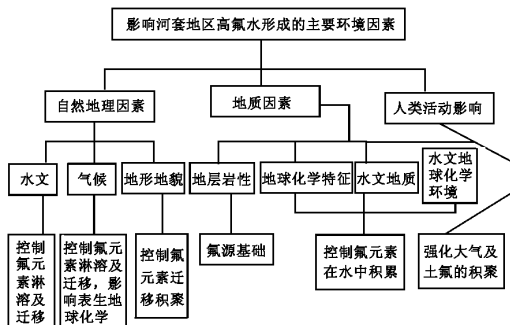 影响河套地区高氟水形成的主要环境因素
自然地理因素
地质因素
人类活动影响
水文
气候
地形地貌
地层岩性
地球化学特征
水文地质
水文地
球化学
环境
控制
氟元
素淋
溶及
迁移
控制氟元
素淋溶及
迁移，影
响表生地
球化学
控制氟
元素迁
移积聚
氟源基础
控制氟元素
在水中积累
强化大气及
土氟的积聚